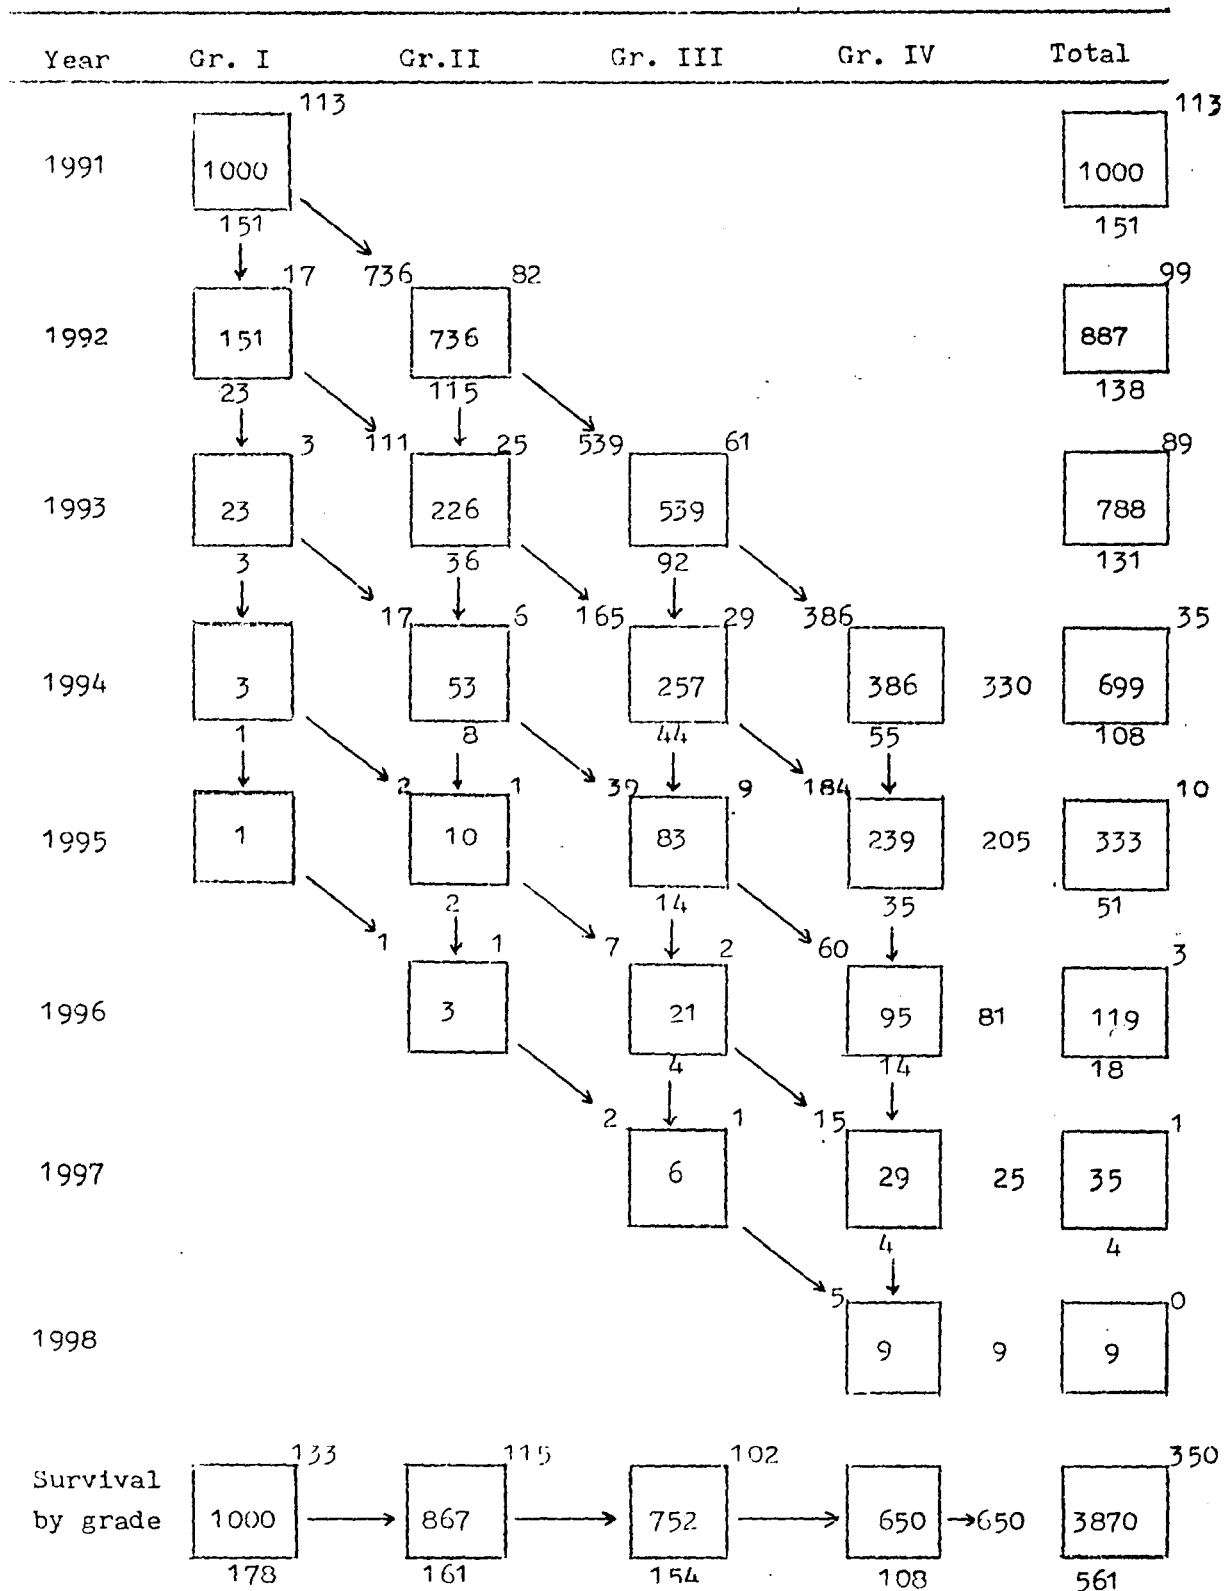 Year Gr. I Gr.II Gr. III Gr. IV Total
113 113
1991 1000 1000
151 151
17 736 82 99
1992 151 736 887
23 115 138
3 111 25 539 61 89
1993 23 226 539 788
3 36 92 131
17 6 165 29 386 35
1994 3 53 257 386 330 699
1 8 44 55 108
2 1 39 9 184 10
1995 1 10 83 239 205 333
2 14 35 51
1 1 7 2 60 3
1996 3 21 95 81 119
4 14 18
2 1 15 1
1997 6 29 25 35
4 4
5 0
1998 9 9 9
133 115 102 350
Survival
by grade 1000 867 752 650 650 3870
178 161 154 108 561